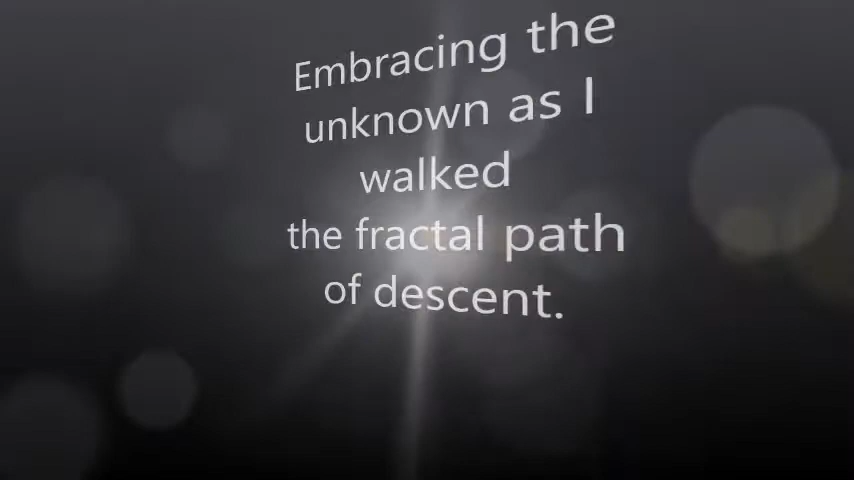 Embracing the
unknown as I
walked
the fractal path
of descent.